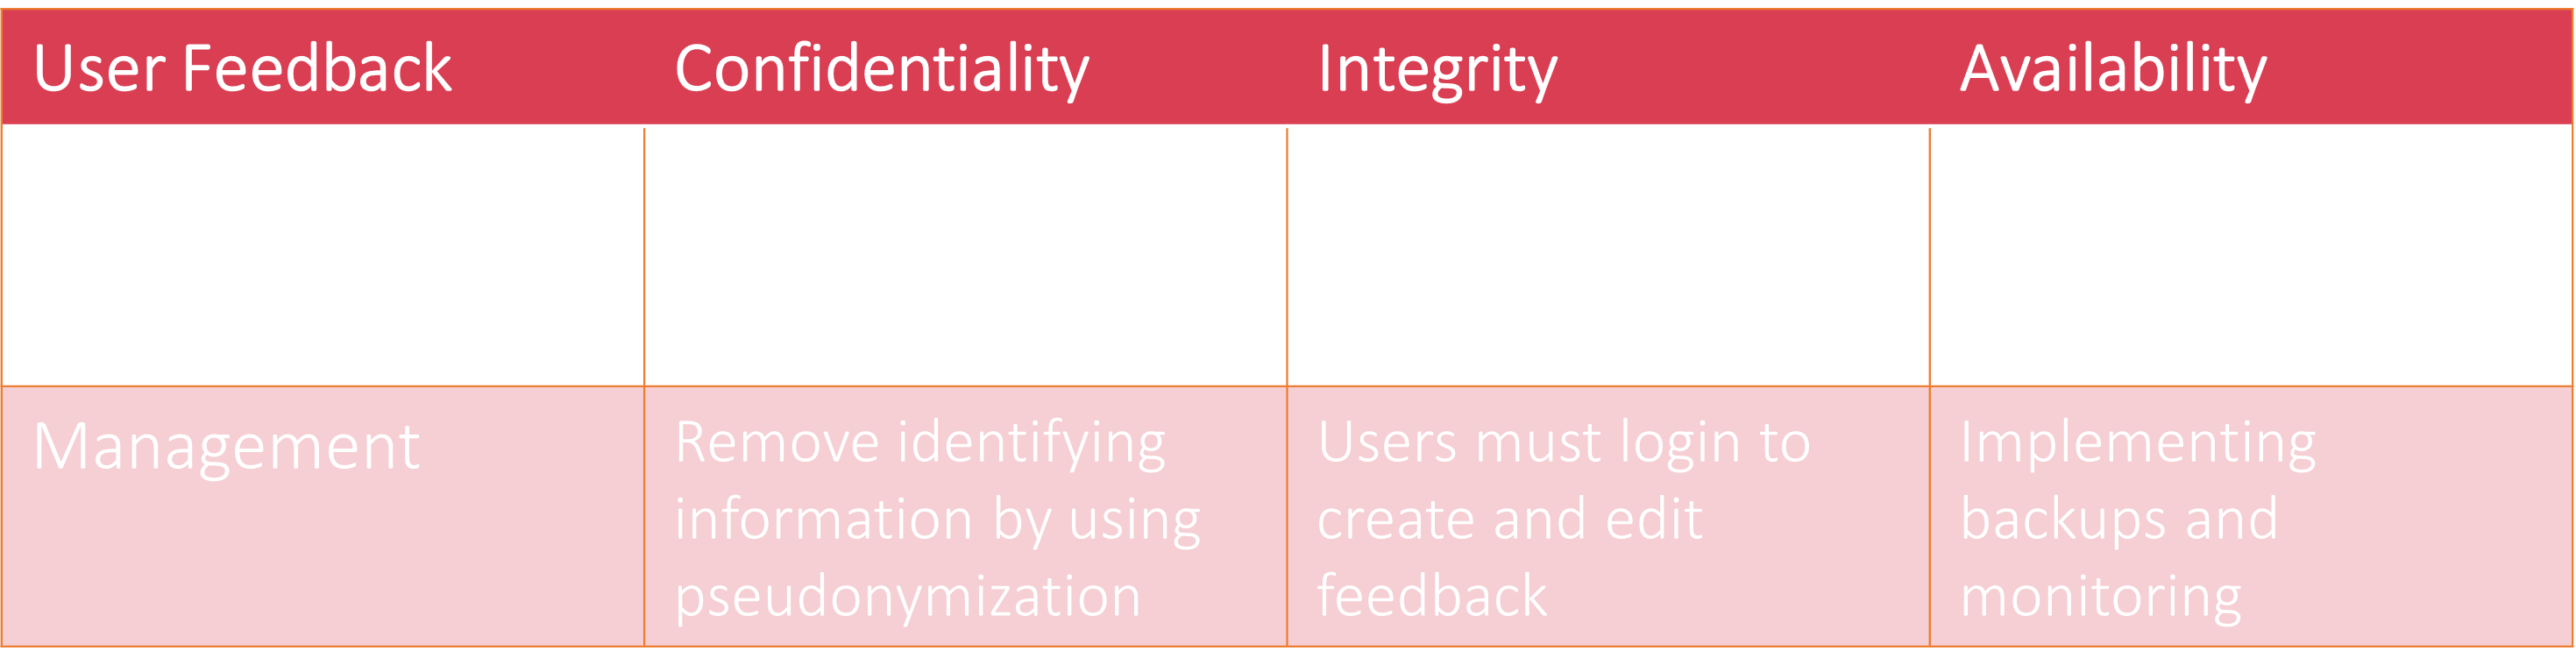 User Feedback Confidentiality Integrity Availability
Management Remove identifying Users must login to Implementing
information by using create and edit backups and
pseudonymization feedback monitoring